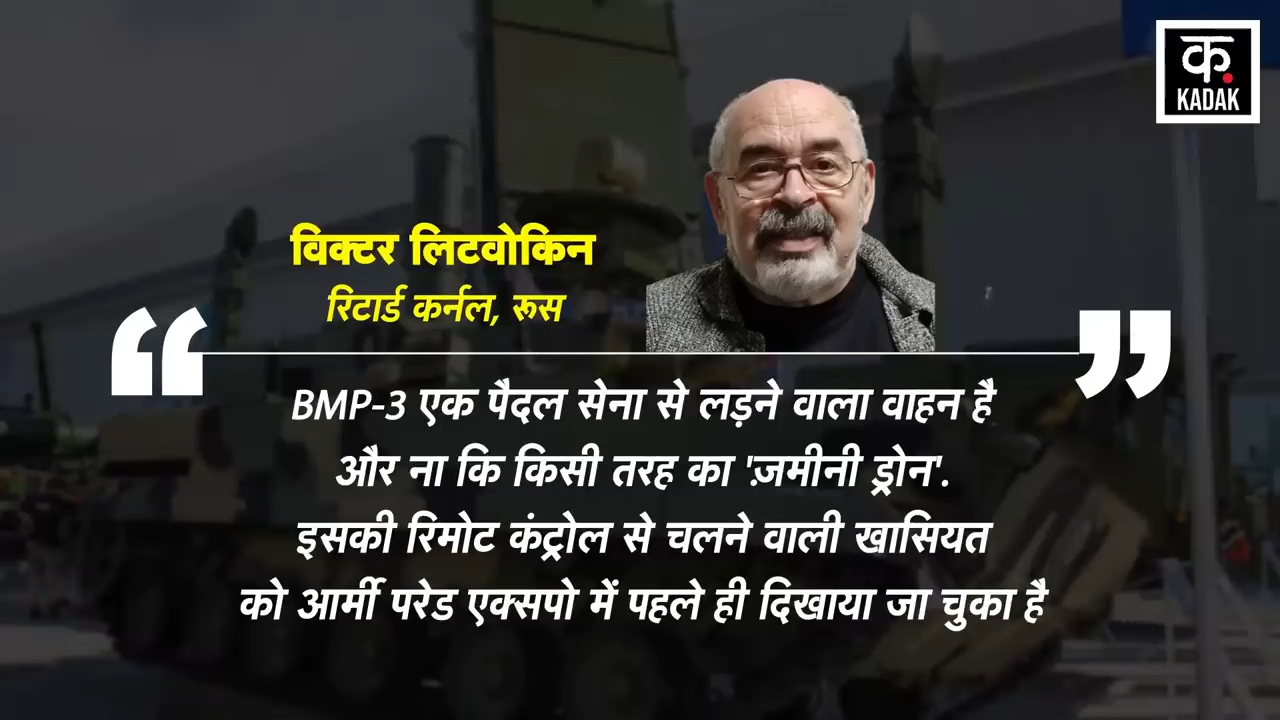 क.
KADAK
विक्टर लिटवोकिन
रिटार्ड कर्नल, रूस
“ ”
BMP-3 एक पैदल सेना से लड़ने वाला वाहन है
और ना कि किसी तरह का 'ज़मीनी ड्रोन'.
इसकी रिमोट कंट्रोल से चलने वाली खासियत
को आर्मी परेड एक्सपो में पहले ही दिखाया जा चुका है